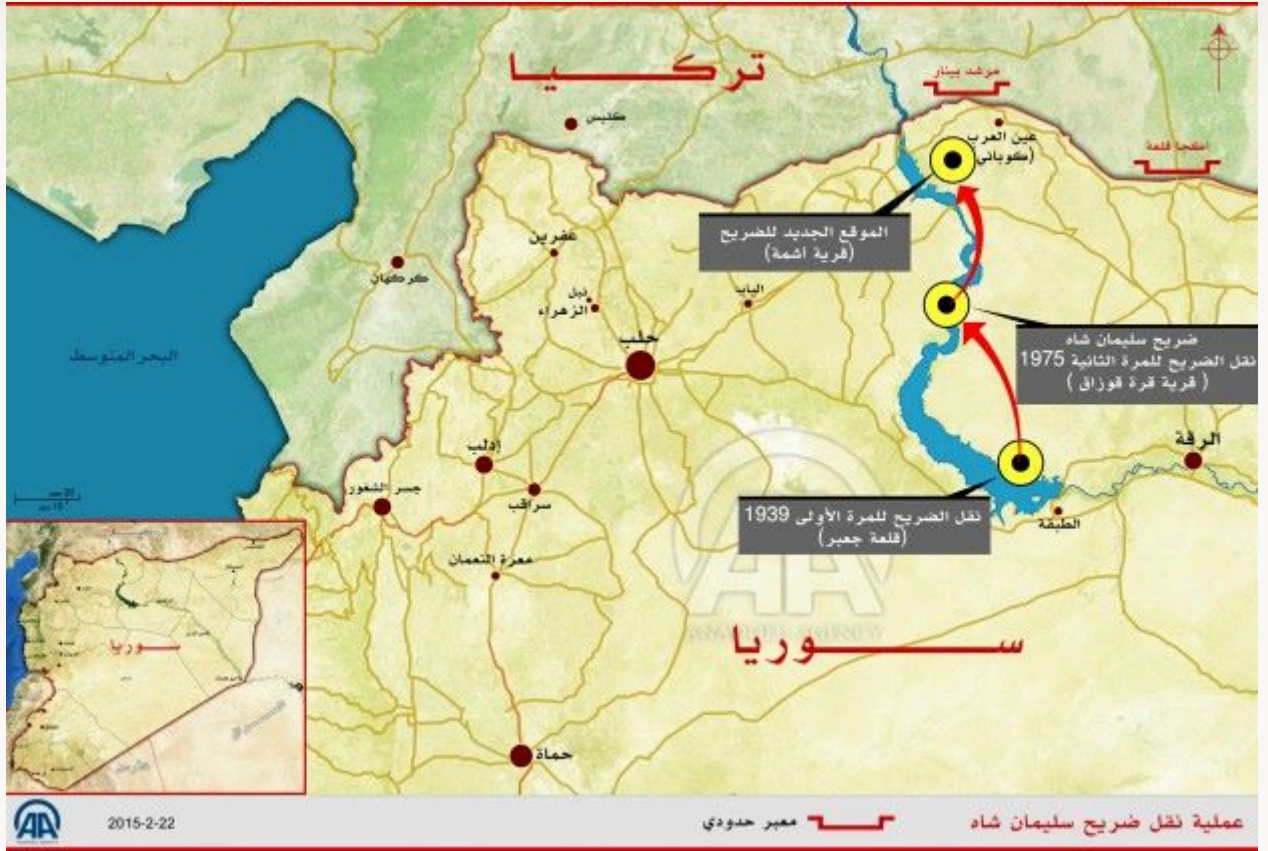 تركيا
مرشد بينار
كليس
عين العرب
(كوباني)
اكجا قلعة
الموقع الجديد للضريح
(قرية اشمة)
عفرين
كركهان
نبل
الزهراء
الباب
حلب
البحر المتوسط
ضريح سليمان شاه
نقل الضريح للمرة الثانية 1975
( قرية قرة قوزاق )
الرقة
إدلب
جسر الشغور
سراقب
نقل الضريح للمرة الأولى 1939
(قلعة جعبر)
الطبقة
معرة النعمان
سوريا
سوريا
حماة
AA
AA
2015-2-22
معبر حدودي
عملية نقل ضريح سليمان شاه